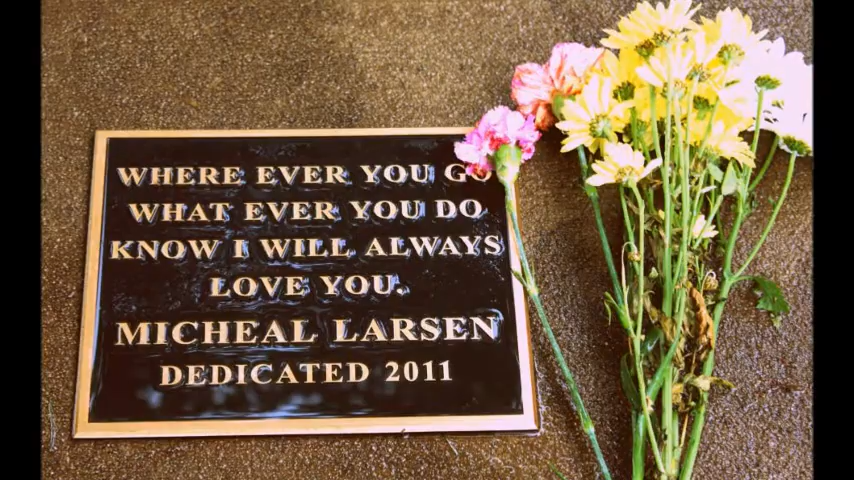 WHERE EVER YOU GO
WHAT EVER YOU DO
KNOW I WILL ALWAYS
LOVE YOU.
MICHEAL LARSEN
DEDICATED 2011